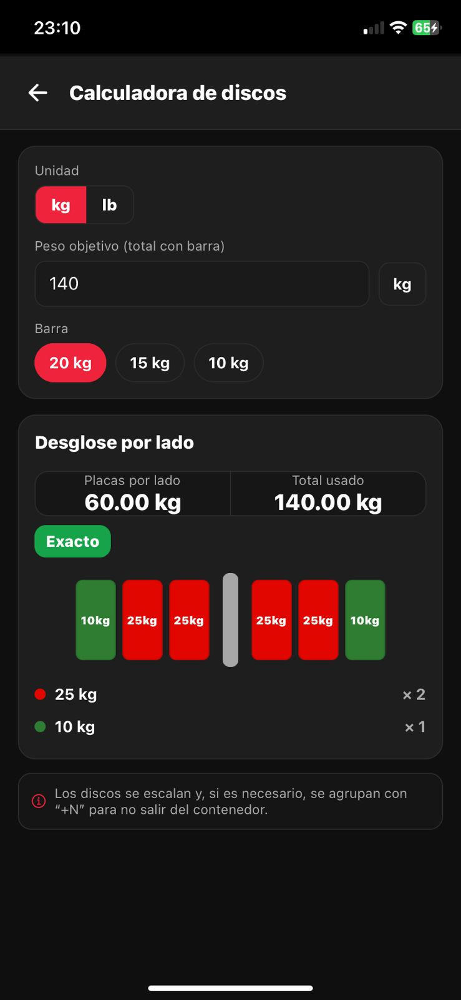 23:10
65
Calculadora de discos
Unidad
kg lb
Peso objetivo (total con barra)
140 kg
Barra
20 kg 15 kg 10 kg
Desglose por lado
Placas por lado Total usado
60.00 kg 140.00 kg
Exacto
10kg 25kg 25kg 25kg 25kg 10kg
25 kg × 2
10 kg × 1
Los discos se escalan y, si es necesario, se agrupan con
“+N” para no salir del contenedor.